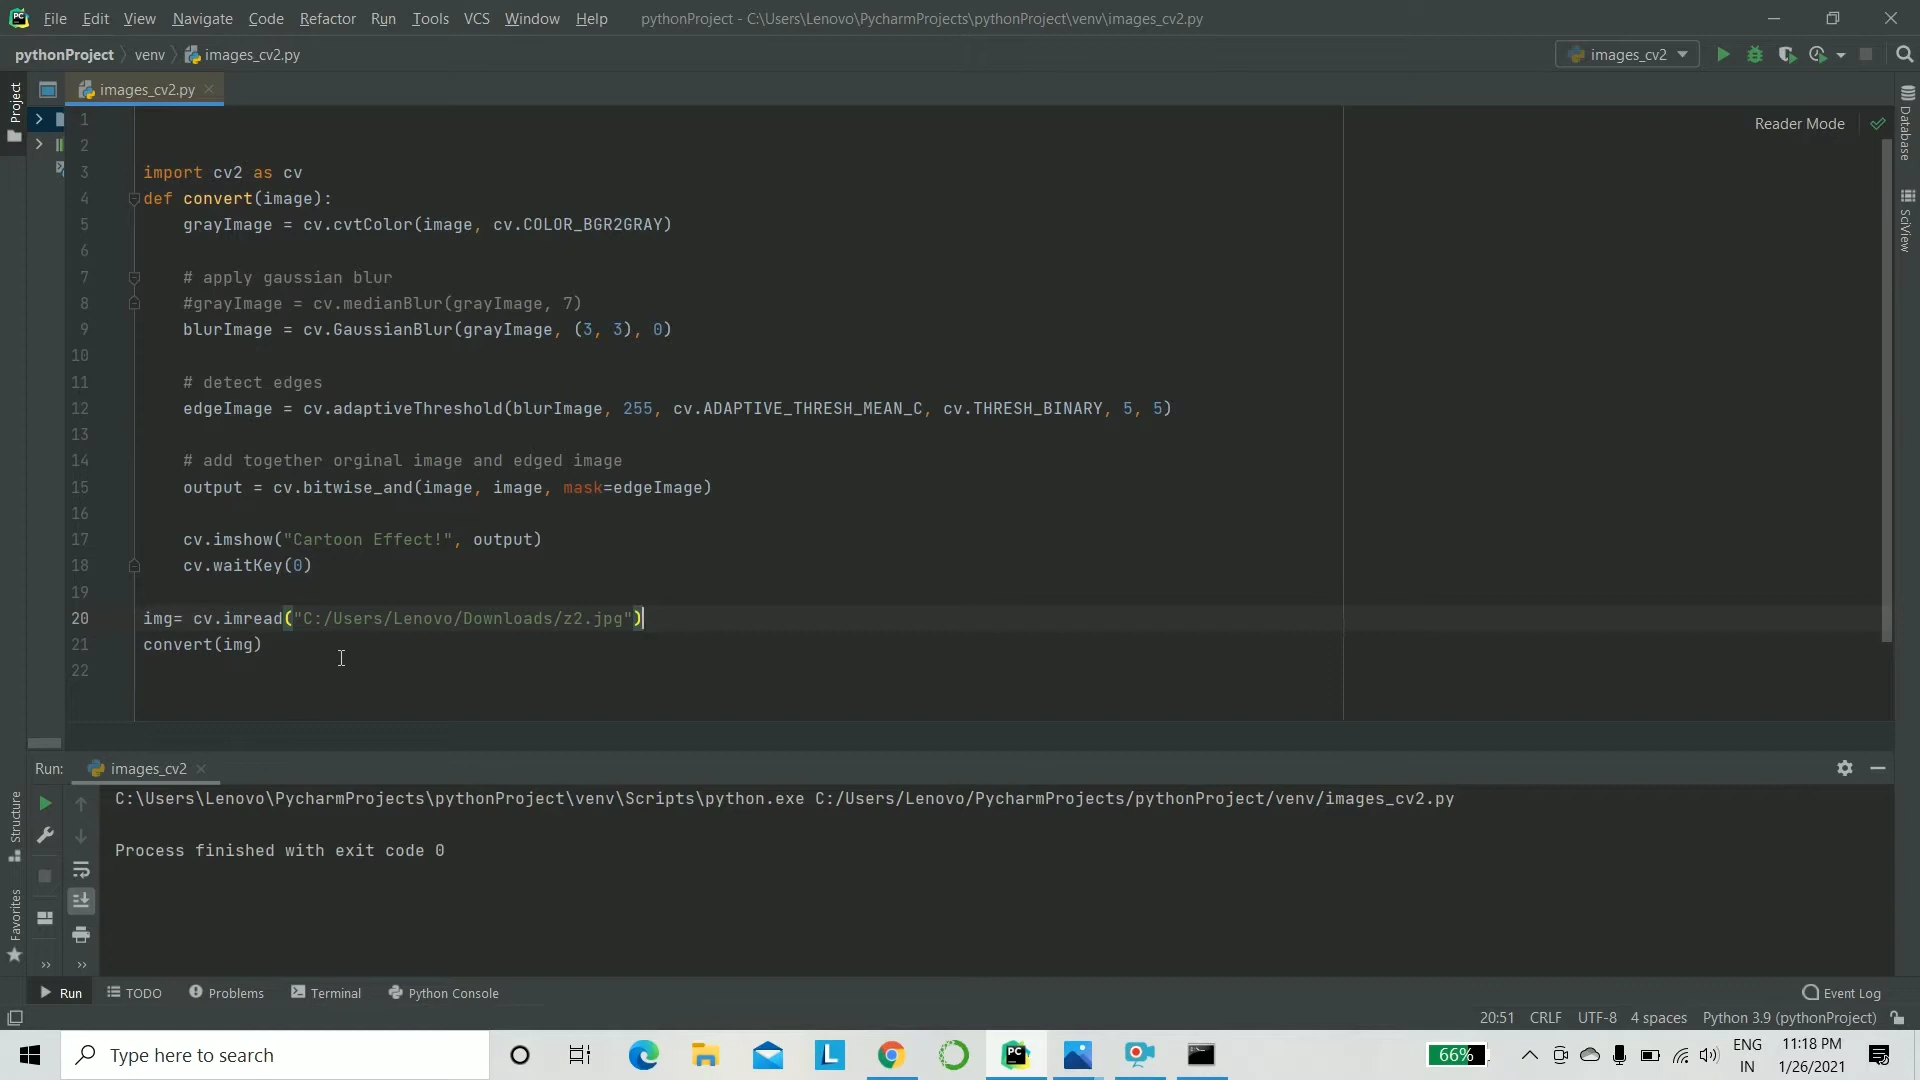 File Edit View Navigate Code Refactor Run Tools VCS Window Help pythonProject - C:\Users\Lenovo\PycharmProjects\pythonProject\venv\images_cv2.py
pythonProject venv images_cv2.py images_cv2
Project
images_cv2.py
Reader Mode
Database
SciView
1
2
3 import cv2 as cv
4 def convert(image):
5 grayImage = cv.cvtColor(image, cv.COLOR_BGR2GRAY)
6
7 # apply gaussian blur
8 #grayImage = cv.medianBlur(grayImage, 7)
9 blurImage = cv.GaussianBlur(grayImage, (3, 3), 0)
10
11 # detect edges
12 edgeImage = cv.adaptiveThreshold(blurImage, 255, cv.ADAPTIVE_THRESH_MEAN_C, cv.THRESH_BINARY, 5, 5)
13
14 # add together orginal image and edged image
15 output = cv.bitwise_and(image, image, mask=edgeImage)
16
17 cv.imshow("Cartoon Effect!", output)
18 cv.waitKey(0)
19
20 img= cv.imread("C:/Users/Lenovo/Downloads/z2.jpg")
21 convert(img)
22
Run: images_cv2
C:\Users\Lenovo\PycharmProjects\pythonProject\venv\Scripts\python.exe C:/Users/Lenovo/PycharmProjects/pythonProject/venv/images_cv2.py
Process finished with exit code 0
Structure
Favorites
Run TODO Problems Terminal Python Console Event Log
20:51 CRLF UTF-8 4 spaces Python 3.9 (pythonProject)
Type here to search
L
PC
66%
ENG
IN
11:18 PM
1/26/2021